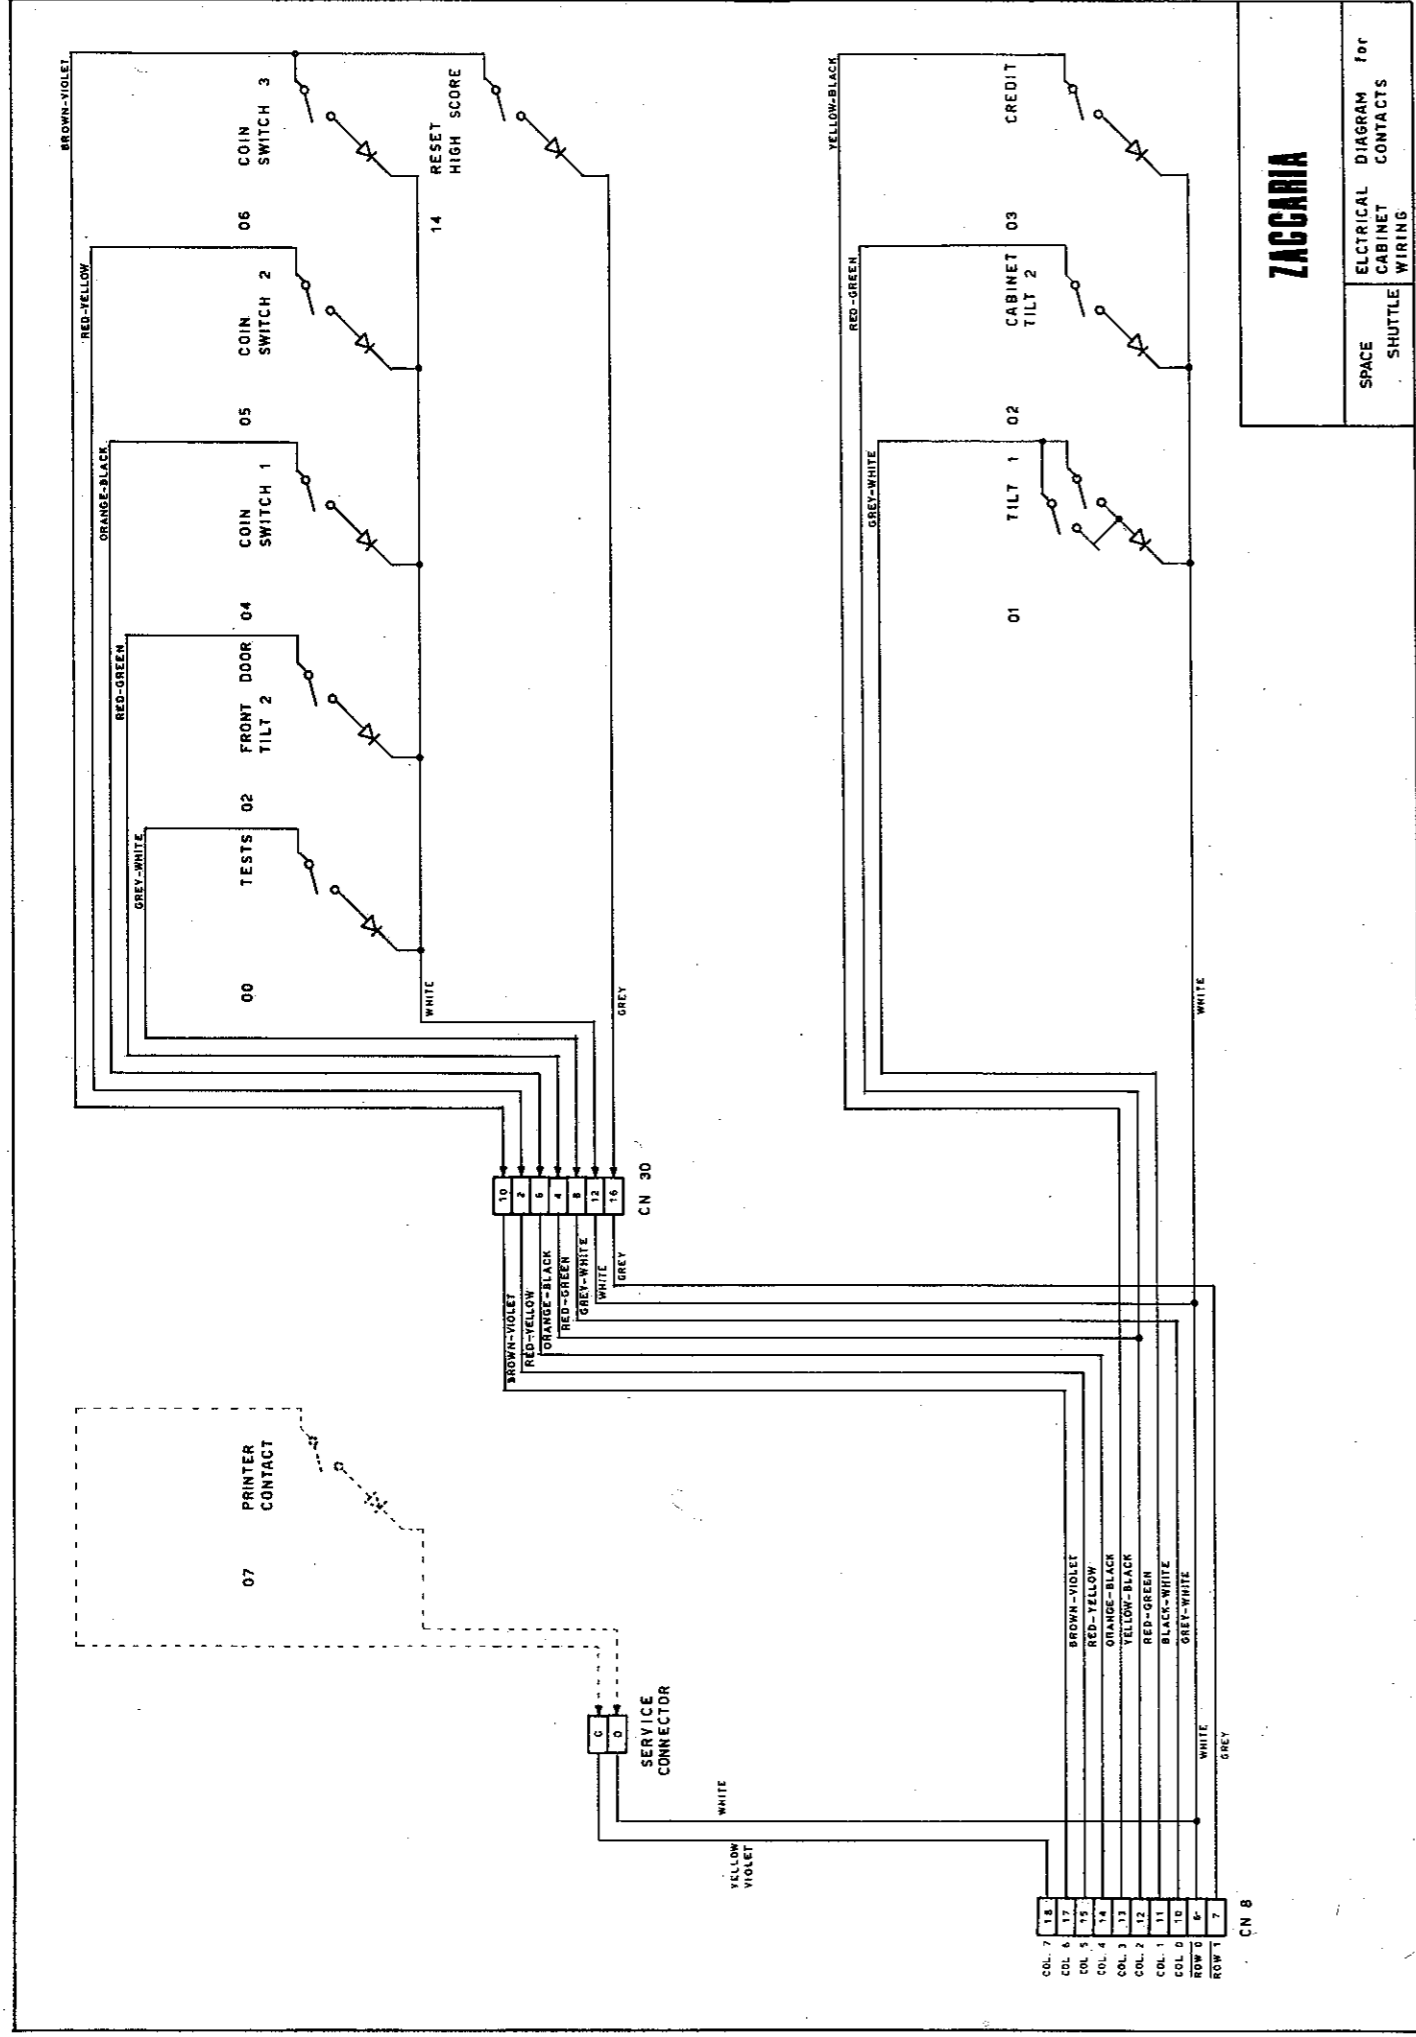 BROWN-VIOLET
RED-YELLOW
ORANGE-BLACK
RED-GREEN
GREY-WHITE
00 TESTS
02 FRONT DOOR
TILT 2
04 COIN
SWITCH 1
05 COIN
SWITCH 2
06 COIN
SWITCH 3
14 RESET
HIGH SCORE
WHITE
GREY
07 PRINTER
CONTACT
10
2
6
4
8
12
16
CN 30
BROWN-VIOLET
RED-YELLOW
ORANGE-BLACK
RED-GREEN
GREY-WHITE
WHITE
GREY
C
D
SERVICE
CONNECTOR
WHITE
YELLOW
VIOLET
YELLOW-BLACK
RED-GREEN
GREY-WHITE
01 TILT 1
02 CABINET
TILT 2
03 CREDIT
WHITE
BROWN-VIOLET
RED-YELLOW
ORANGE-BLACK
YELLOW-BLACK
RED-GREEN
BLACK-WHITE
GREY-WHITE
WHITE
GREY
COL. 7 18
COL 6 17
COL 5 15
COL. 4 14
COL. 3 13
COL. 2 12
COL. 1 11
COL 0 10
ROW 0
ROW 1 7
CN 8
ZACCARIA
SPACE
SHUTTLE
ELCTRICAL DIAGRAM for
CABINET CONTACTS
WIRING